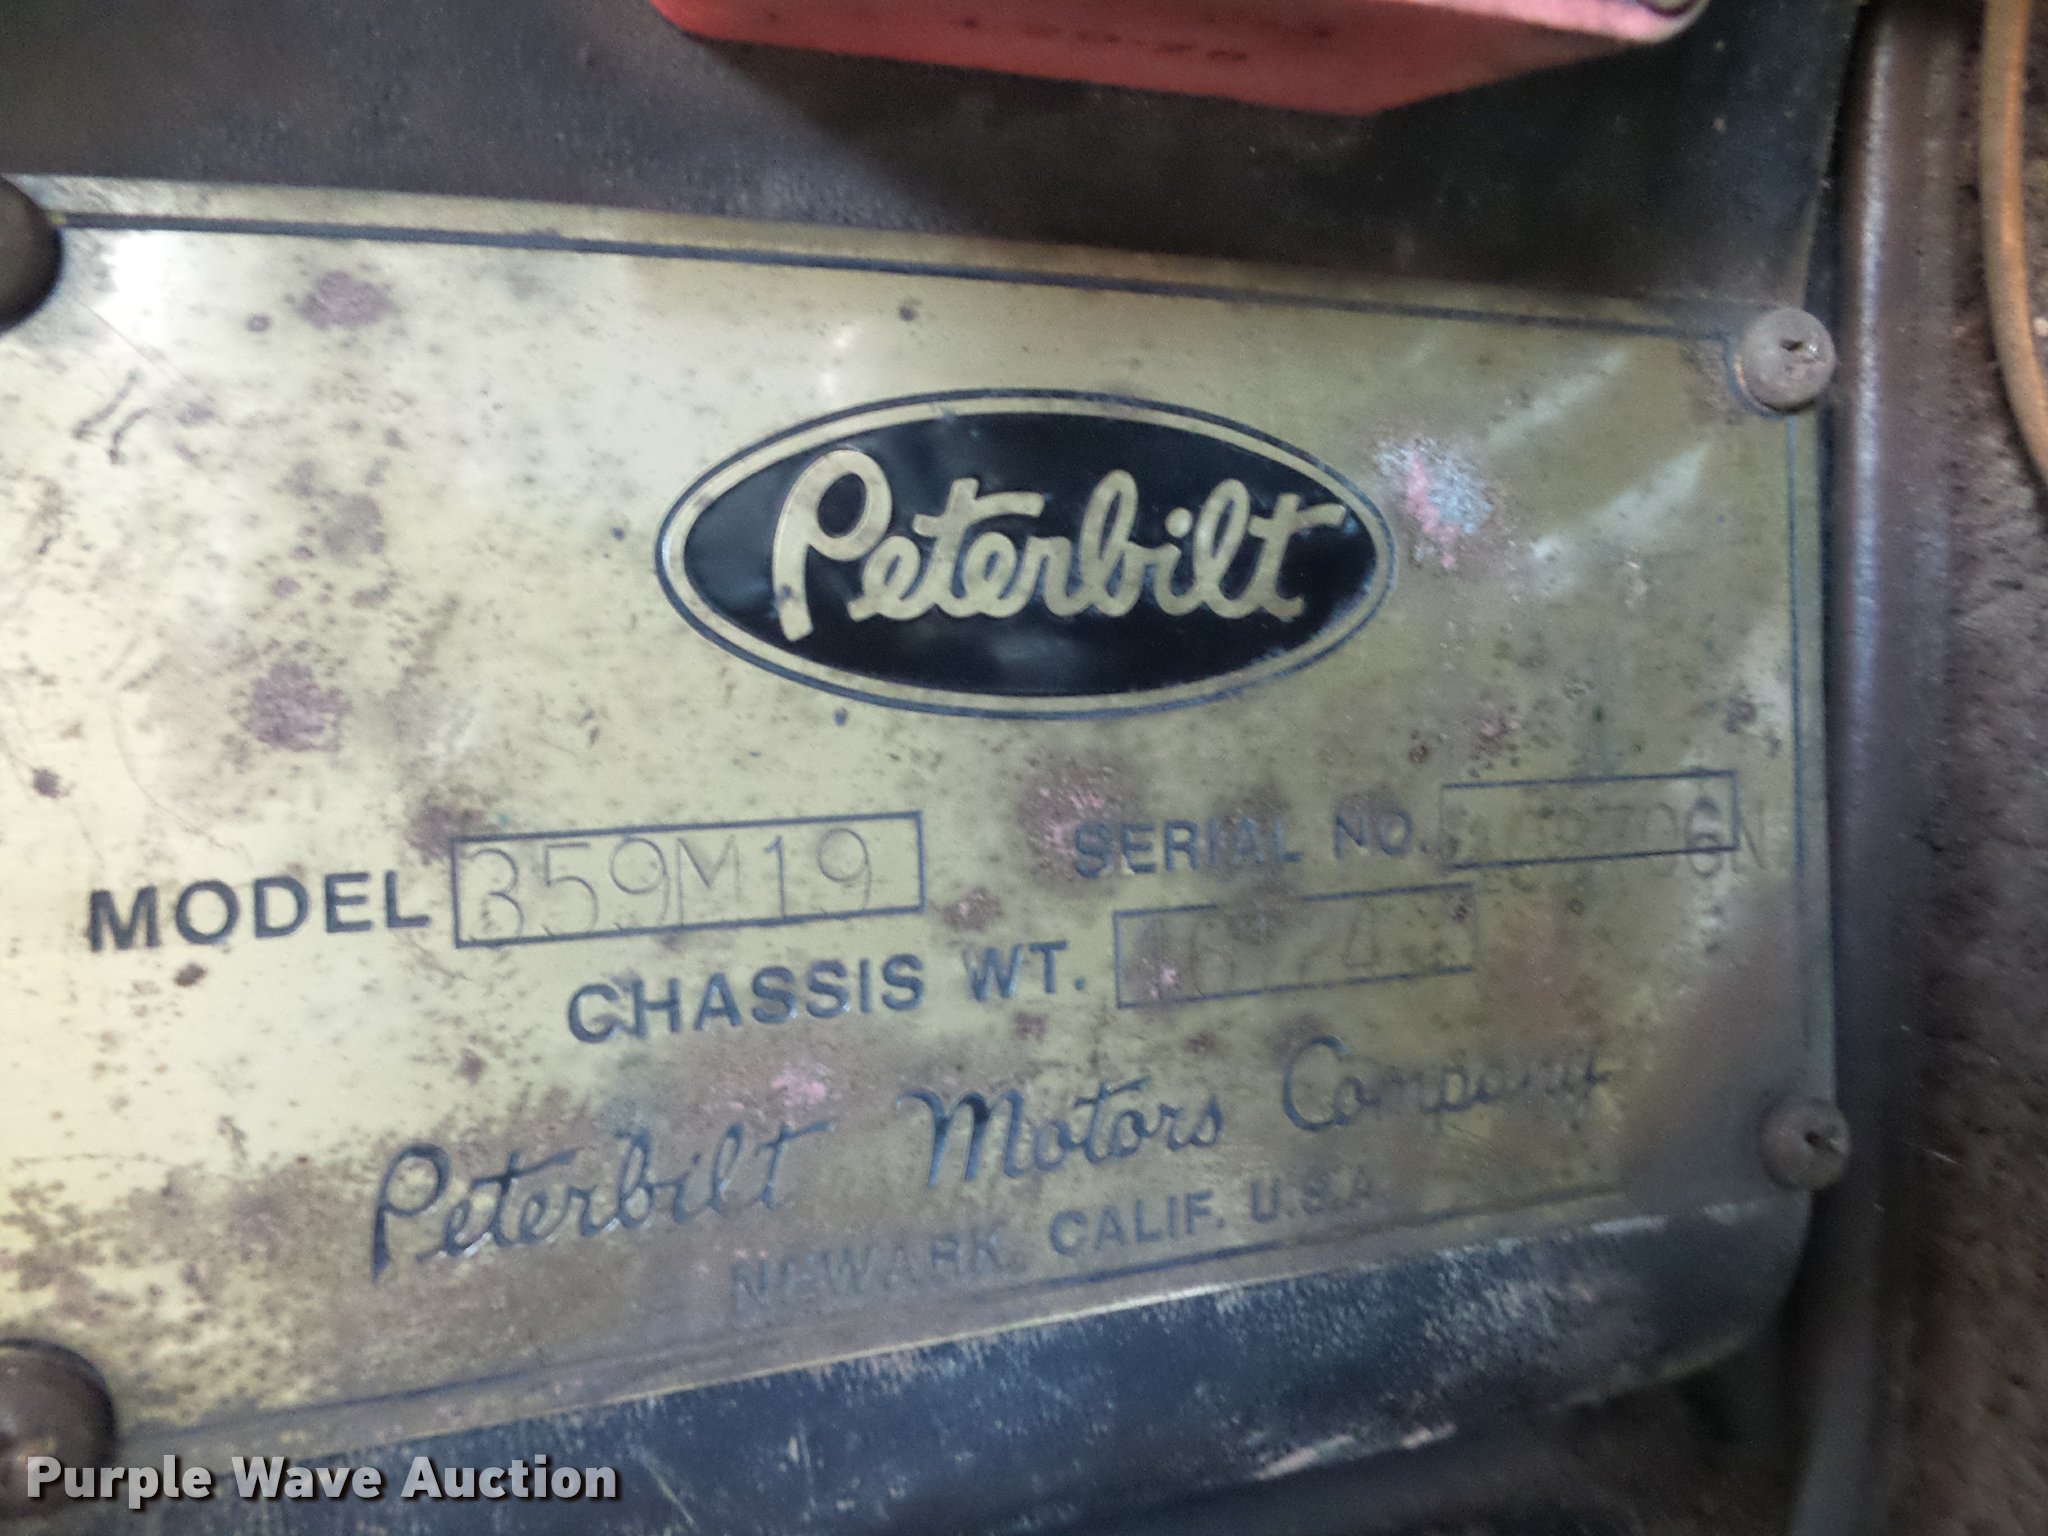 Peterbilt
MODEL 359M19 SERIAL NO.
CHASSIS WT.
Peterbilt Motors Company
NEWARK, CALIF. U.S.A.
Purple Wave Auction